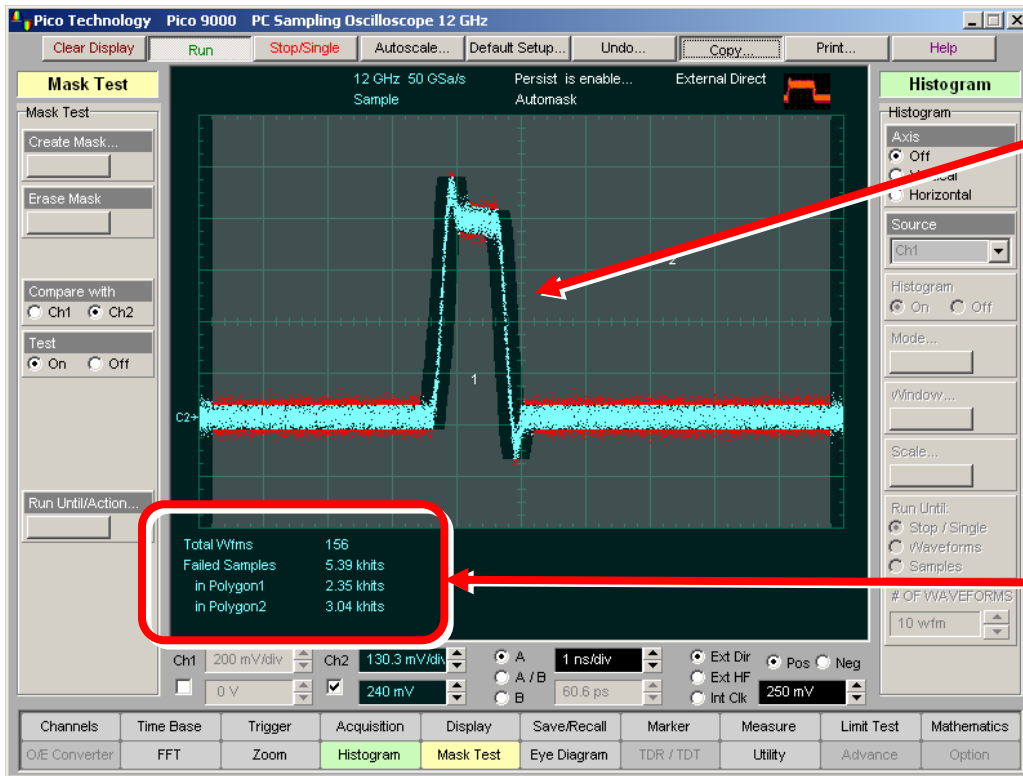 Pico Technology Pico 9000 PC Sampling Oscilloscope 12 GHz
Clear Display Run Stop/Single Autoscale... Default Setup... Undo... Copy... Print... Help
Mask Test
Mask Test
Create Mask...
Erase Mask
Compare with
Ch1 Ch2
Test
On Off
Run Until/Action...
12 GHz 50 GSa/s Persist is enable... External Direct
Sample Automask
2
1
C2
Total Wfms 156
Failed Samples 5.39 khits
in Polygon1 2.35 khits
in Polygon2 3.04 khits
Histogram
Histogram
Axis
Off
Vertical
Horizontal
Source
Ch1
Histogram
On Off
Mode...
Window...
Scale...
Run Until:
Stop / Single
Waveforms
Samples
# OF WAVEFORMS
10 wfm
Ch1 200 mV/div Ch2 130.3 mV/div A 1 ns/div Ext Dir Pos Neg
A / B Ext HF
0 V 240 mV B 60.6 ps Int Clk 250 mV
Channels Time Base Trigger Acquisition Display Save/Recall Marker Measure Limit Test Mathematics
O/E Converter FFT Zoom Histogram Mask Test Eye Diagram TDR / TDT Utility Advance Option